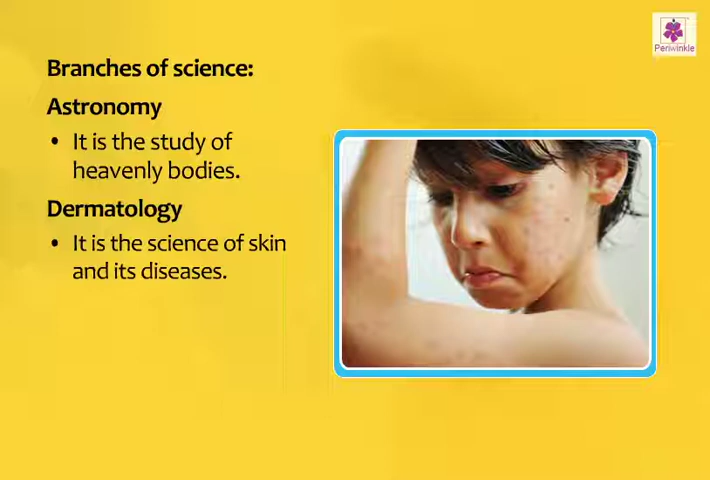 Periwinkle
Branches of science:
Astronomy
• It is the study of
heavenly bodies.
Dermatology
• It is the science of skin
and its diseases.